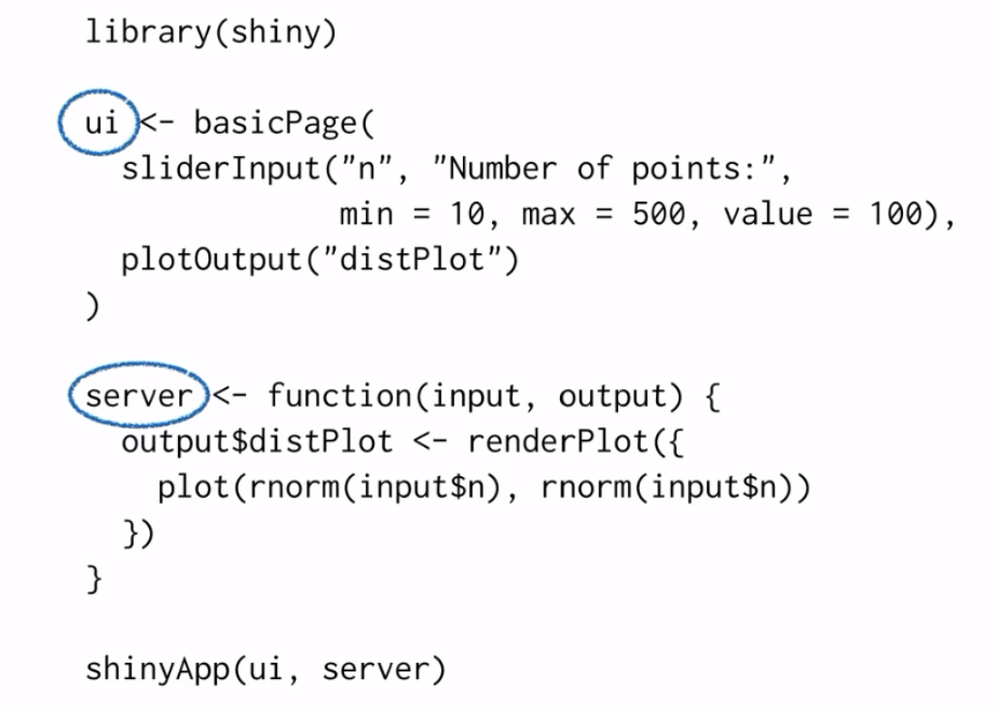 library(shiny)
ui <- basicPage(
sliderInput("n", "Number of points:",
min = 10, max = 500, value = 100),
plotOutput("distPlot")
)
server <- function(input, output) {
output$distPlot <- renderPlot({
plot(rnorm(input$n), rnorm(input$n))
})
}
shinyApp(ui, server)